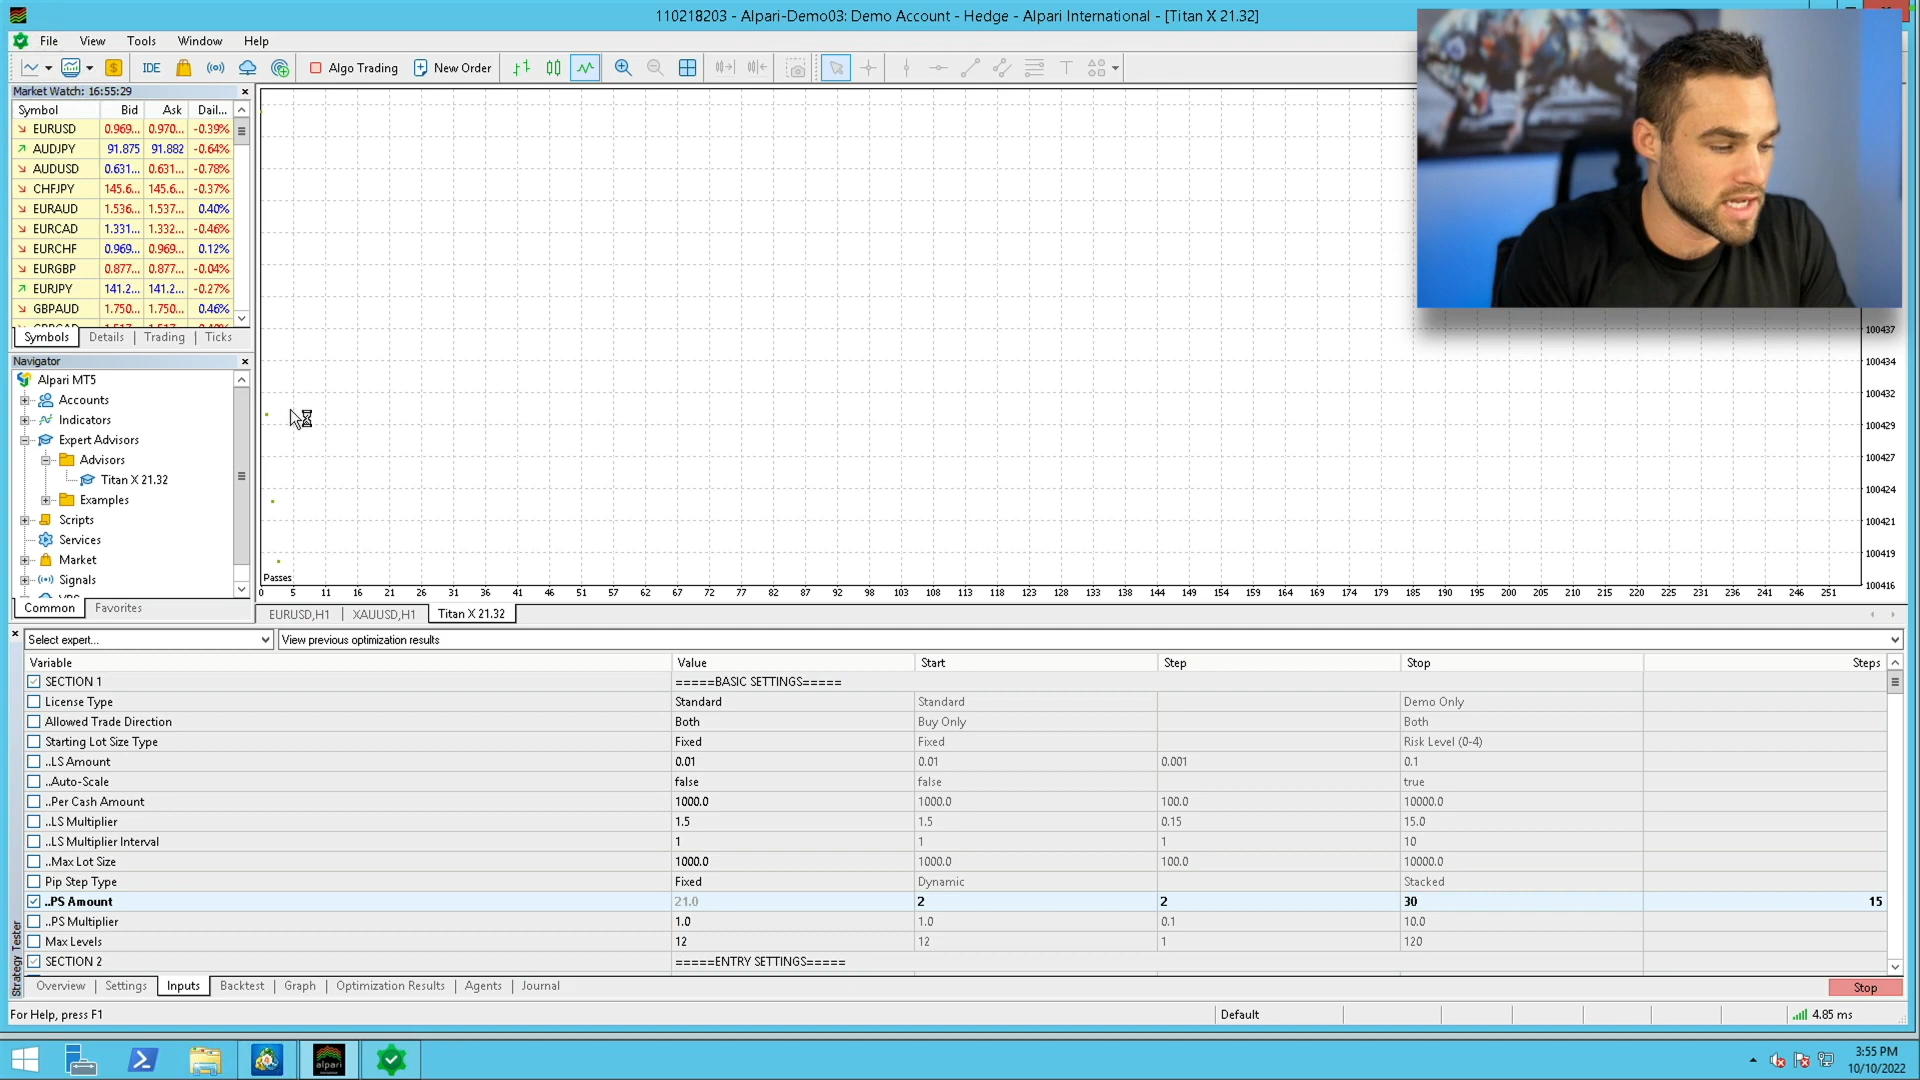 110218203 - Alpari-Demo03: Demo Account - Hedge - Alpari International - [Titan X 21.32]
File View Tools Window Help
IDE Algo Trading New Order
Market Watch: 16:55:29
Symbol Bid Ask Dail...
EURUSD 0.969... 0.970... -0.39%
AUDJPY 91.875 91.882 -0.64%
AUDUSD 0.631... 0.631... -0.78%
CHFJPY 145.6... 145.6... -0.37%
EURAUD 1.536... 1.537... 0.40%
EURCAD 1.331... 1.332... -0.46%
EURCHF 0.969... 0.969... 0.12%
EURGBP 0.877... 0.877... -0.04%
EURJPY 141.2... 141.2... -0.27%
GBPAUD 1.750... 1.750... 0.46%
Symbols Details Trading Ticks
Navigator
Alpari MT5
Accounts
Indicators
Expert Advisors
Advisors
Titan X 21.32
Examples
Scripts
Services
Market
Signals
Common Favorites
100437
100434
100432
100429
100427
100424
100421
100419
100416
Passes
0 5 11 16 21 26 31 36 41 46 51 57 62 67 72 77 82 87 92 98 103 108 113 118 123 128 133 138 144 149 154 159 164 169 174 179 185 190 195 200 205 210 215 220 225 230 236 241 246 251
EURUSD,H1 XAUUSD,H1 Titan X 21.32
Select expert... View previous optimization results
Variable Value Start Step Stop Steps
SECTION 1 =====BASIC SETTINGS=====
License Type Standard Standard Demo Only
Allowed Trade Direction Both Buy Only Both
Starting Lot Size Type Fixed Fixed Risk Level (0-4)
..LS Amount 0.01 0.01 0.001 0.1
..Auto-Scale false false true
..Per Cash Amount 1000.0 1000.0 100.0 10000.0
..LS Multiplier 1.5 1.5 0.15 15.0
..LS Multiplier Interval 1 1 1 10
..Max Lot Size 1000.0 1000.0 100.0 10000.0
Pip Step Type Fixed Dynamic Stacked
..PS Amount 21.0 2 2 30 15
..PS Multiplier 1.0 1.0 0.1 10.0
Max Levels 12 12 1 120
SECTION 2 =====ENTRY SETTINGS=====
Strategy Tester
Overview Settings Inputs Backtest Graph Optimization Results Agents Journal
Stop
For Help, press F1 Default 4.85 ms
alpari
3:55 PM
10/10/2022